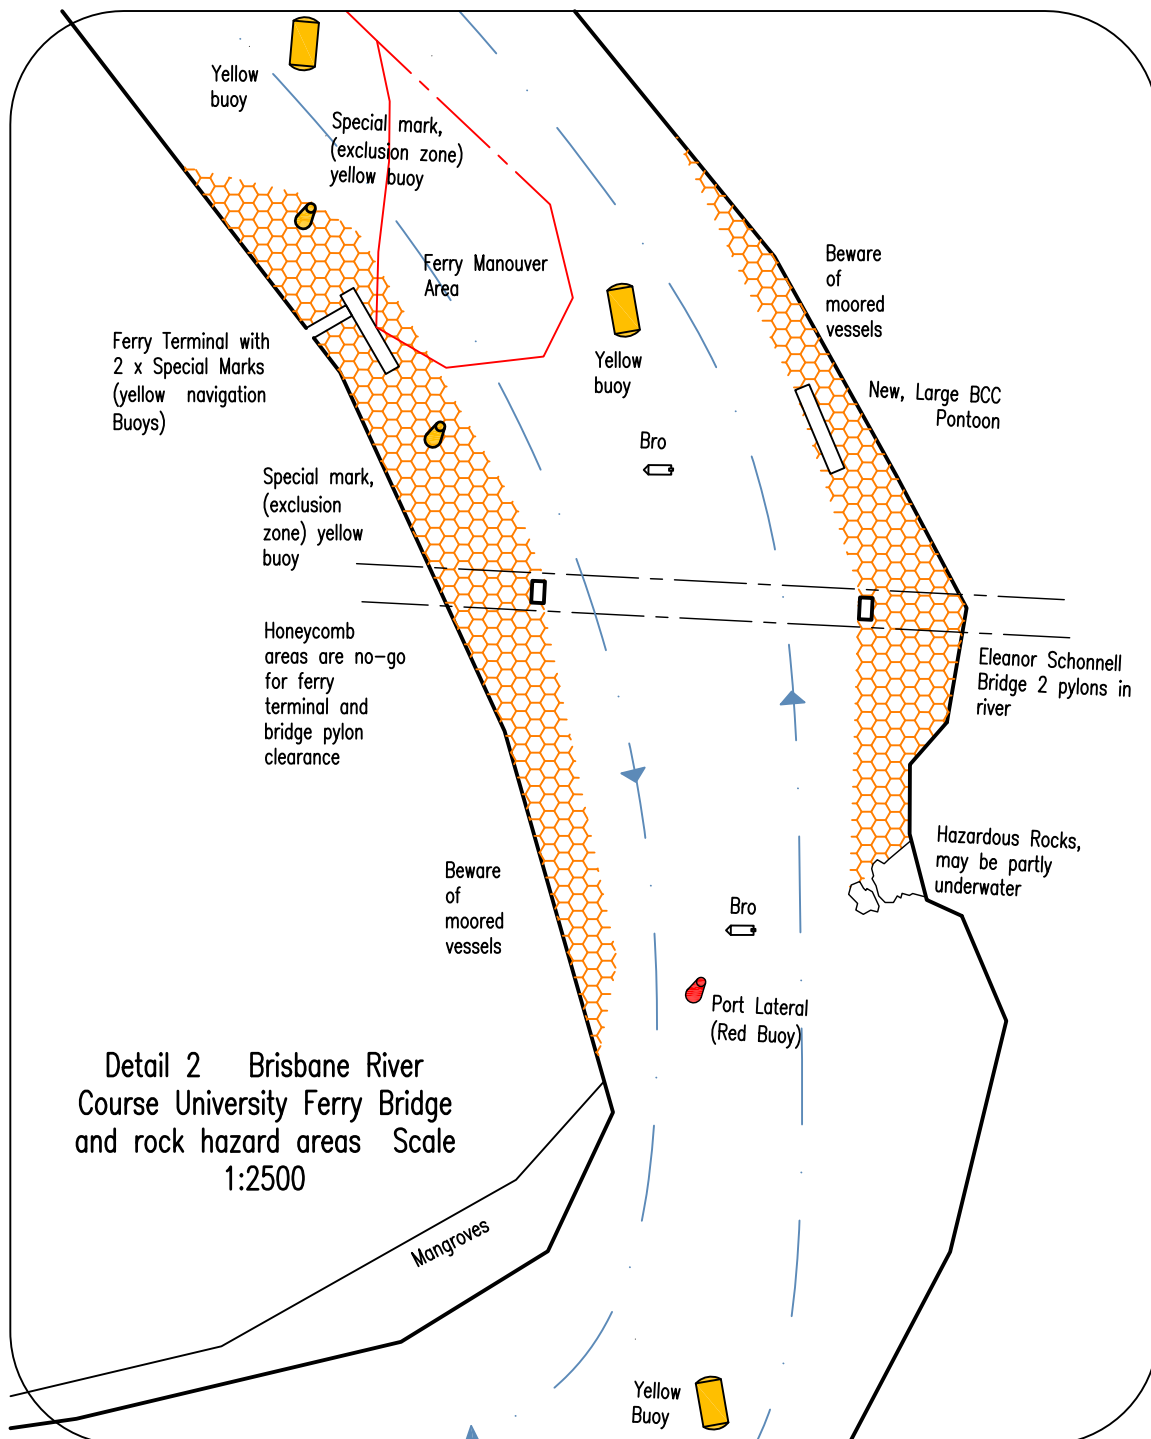 Yellow
buoy
Special mark,
(exclusion zone)
yellow buoy
Ferry Manouver
Area
Beware
of
moored
vessels
Ferry Terminal with
2 x Special Marks
(yellow navigation
Buoys)
Yellow
buoy
New, Large BCC
Pontoon
Bro
Special mark,
(exclusion
zone) yellow
buoy
Honeycomb
areas are no-go
for ferry
terminal and
bridge pylon
clearance
Eleanor Schonnell
Bridge 2 pylons in
river
Hazardous Rocks,
may be partly
underwater
Beware
of
moored
vessels
Bro
Port Lateral
(Red Buoy)
Detail 2 Brisbane River
Course University Ferry Bridge
and rock hazard areas Scale
1:2500
Mangroves
Yellow
Buoy